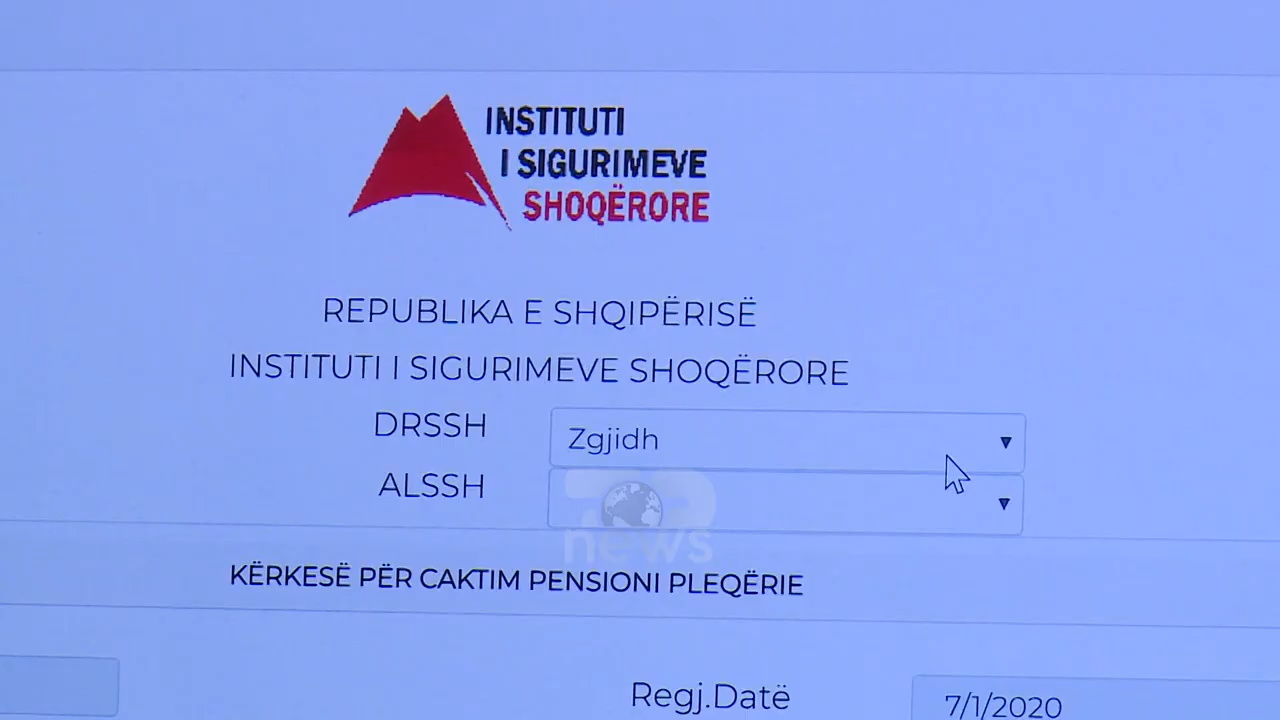 INSTITUTI
I SIGURIMEVE
SHOQËRORE
REPUBLIKA E SHQIPËRISË
INSTITUTI I SIGURIMEVE SHOQËRORE
DRSSH Zgjidh
ALSSH
news
KËRKESË PËR CAKTIM PENSIONI PLEQËRIE
Regj.Datë 7/1/2020